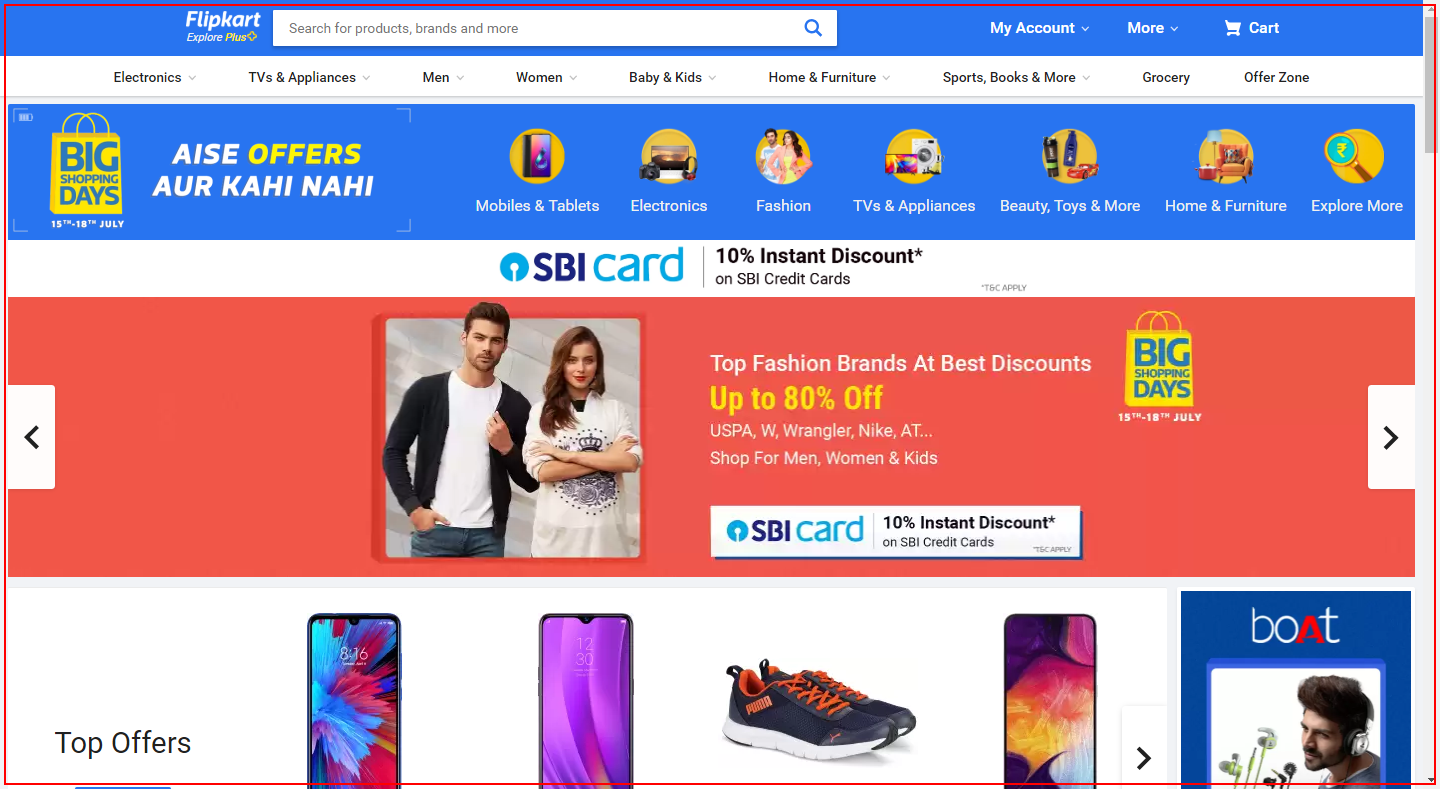 Flipkart
Explore Plus
Search for products, brands and more
My Account
More
Cart
Electronics
TVs & Appliances
Men
Women
Baby & Kids
Home & Furniture
Sports, Books & More
Grocery
Offer Zone
BIG
SHOPPING
DAYS
15TH-18TH JULY
AISE OFFERS
AUR KAHI NAHI
Mobiles & Tablets
Electronics
Fashion
TVs & Appliances
Beauty, Toys & More
Home & Furniture
Explore More
SBI card
10% Instant Discount*
on SBI Credit Cards
*T&C APPLY
Top Fashion Brands At Best Discounts
Up to 80% Off
USPA, W, Wrangler, Nike, AT...
Shop For Men, Women & Kids
BIG
SHOPPING
DAYS
15TH-18TH JULY
SBI card
10% Instant Discount*
on SBI Credit Cards
*T&C APPLY
Top Offers
8:16
12
30
PUMA
boAt